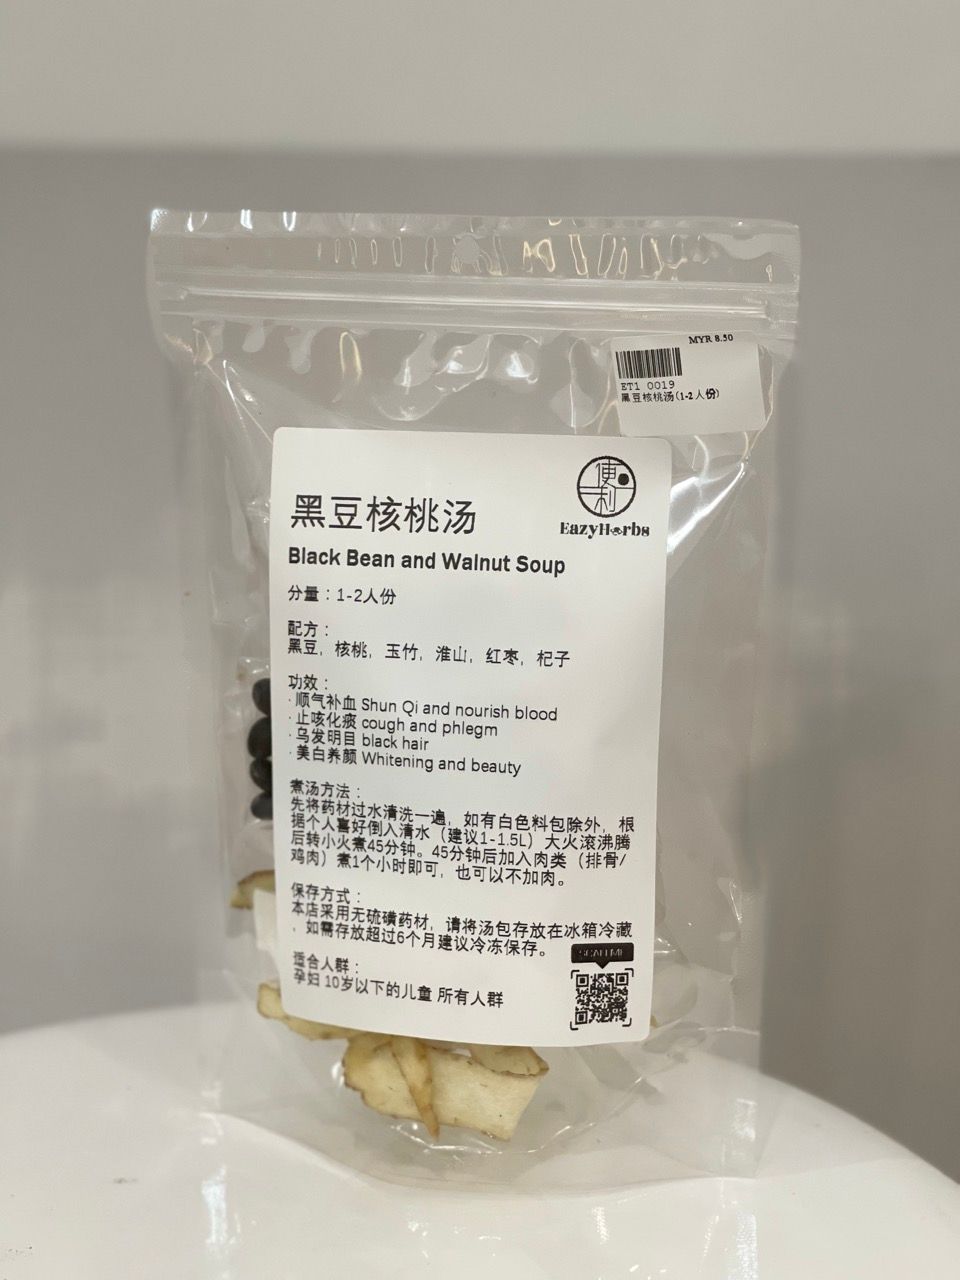 MYR 8.50
ET1 0019
黑豆核桃汤(1-2人份)
便利
EazyHerbs
黑豆核桃汤
Black Bean and Walnut Soup
分量：1-2人份
配方：
黑豆，核桃，玉竹，淮山，红枣，杞子
功效：
·顺气补血 Shun Qi and nourish blood
·止咳化痰 cough and phlegm
·乌发明目 black hair
·美白养颜 Whitening and beauty
煮汤方法：
先将药材过水清洗一遍，如有白色料包除外，根
据个人喜好倒入清水（建议1-1.5L）大火滚沸腾
后转小火煮45分钟。45分钟后加入肉类（排骨/
鸡肉）煮1个小时即可，也可以不加肉。
保存方式：
本店采用无硫磺药材，请将汤包存放在冰箱冷藏
，如需存放超过6个月建议冷冻保存。
适合人群：
孕妇 10岁以下的儿童 所有人群
SCAN ME